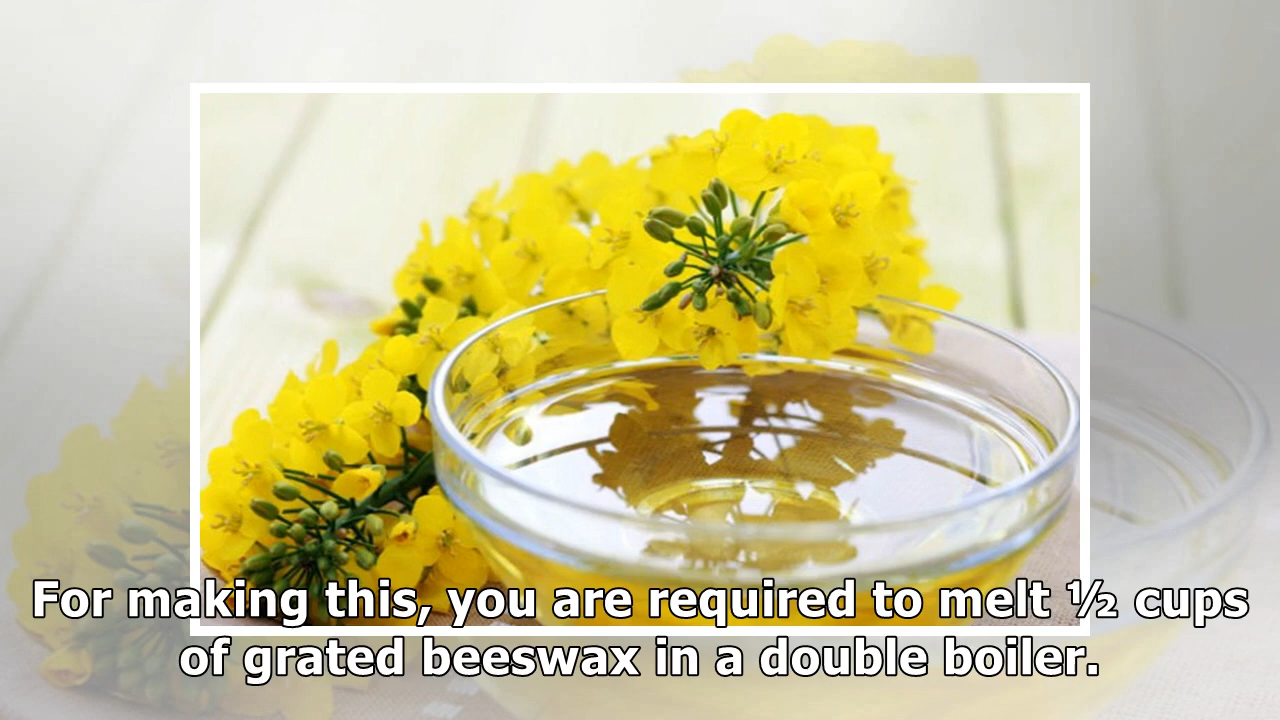 For making this, you are required to melt ½ cups
of grated beeswax in a double boiler.